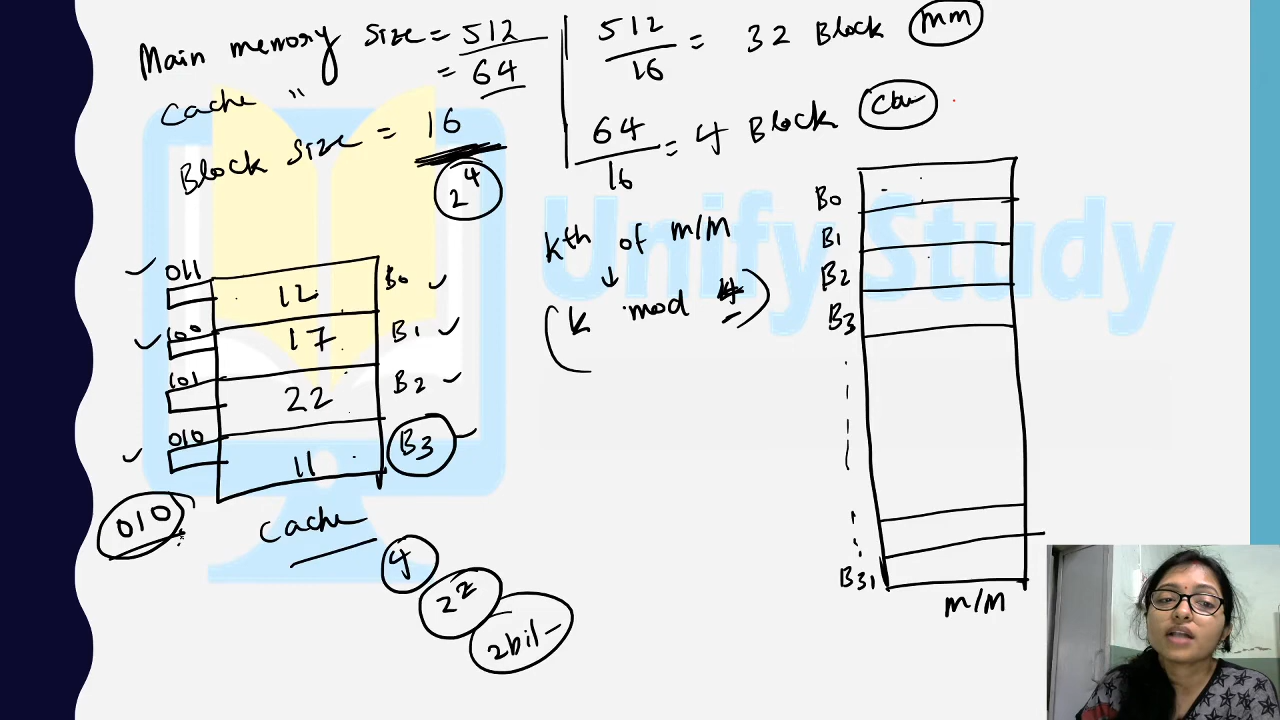 Main memory size = 512
Cache " = 64
Block size = 16
2^4
512/16 = 32 Block mm
64/16 = 4 Block
kth of m/M
↓
(k mod 4)
011 12 B0
100 17 B1
101 22 B2
010 11 B3
010
Cache
4
2^2
2bit
B0
B1
B2
B3
B31
m/M
Unify Study